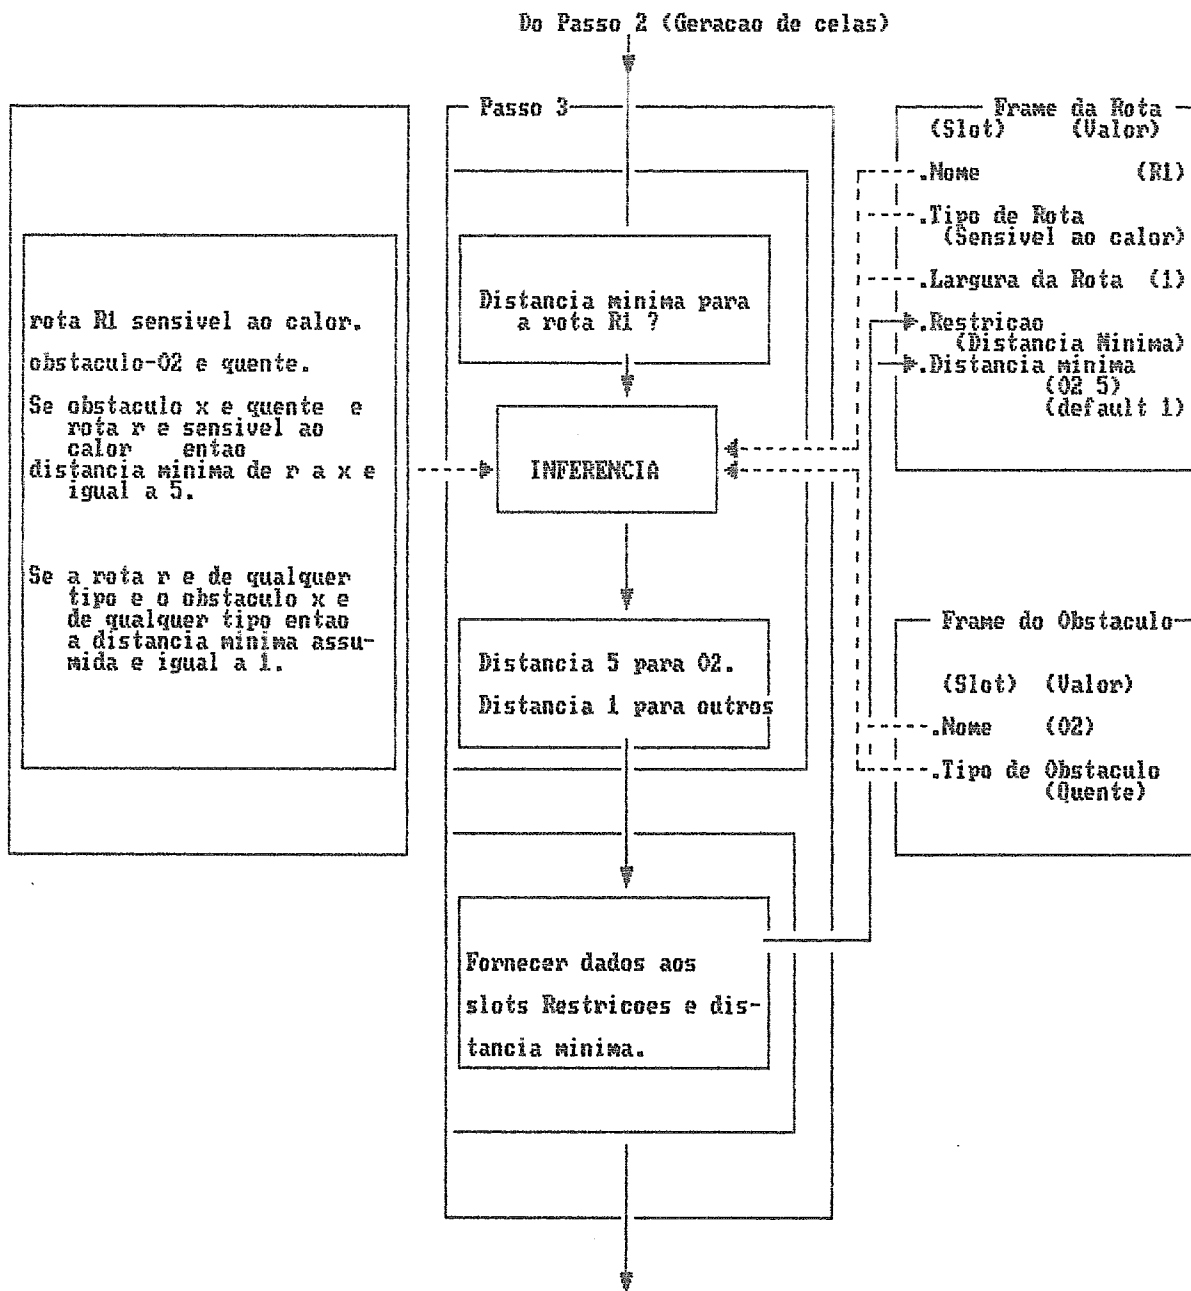 Do Passo 2 (Geracao de celas)
rota R1 sensivel ao calor.
obstaculo-O2 e quente.
Se obstaculo x e quente e
rota r e sensivel ao
calor entao
distancia minima de r a x e
igual a 5.
Se a rota r e de qualquer
tipo e o obstaculo x e
de qualquer tipo entao
a distancia minima assu-
mida e igual a 1.
Passo 3
Distancia minima para
a rota R1 ?
INFERENCIA
Distancia 5 para O2.
Distancia 1 para outros
Fornecer dados aos
slots Restricoes e dis-
tancia minima.
Frame da Rota
(Slot) (Valor)
.Nome (R1)
.Tipo de Rota
(Sensivel ao calor)
.Largura da Rota (1)
.Restricao
(Distancia Minima)
.Distancia minima
(O2 5)
(default 1)
Frame do Obstaculo
(Slot) (Valor)
.Nome (O2)
.Tipo de Obstaculo
(Quente)